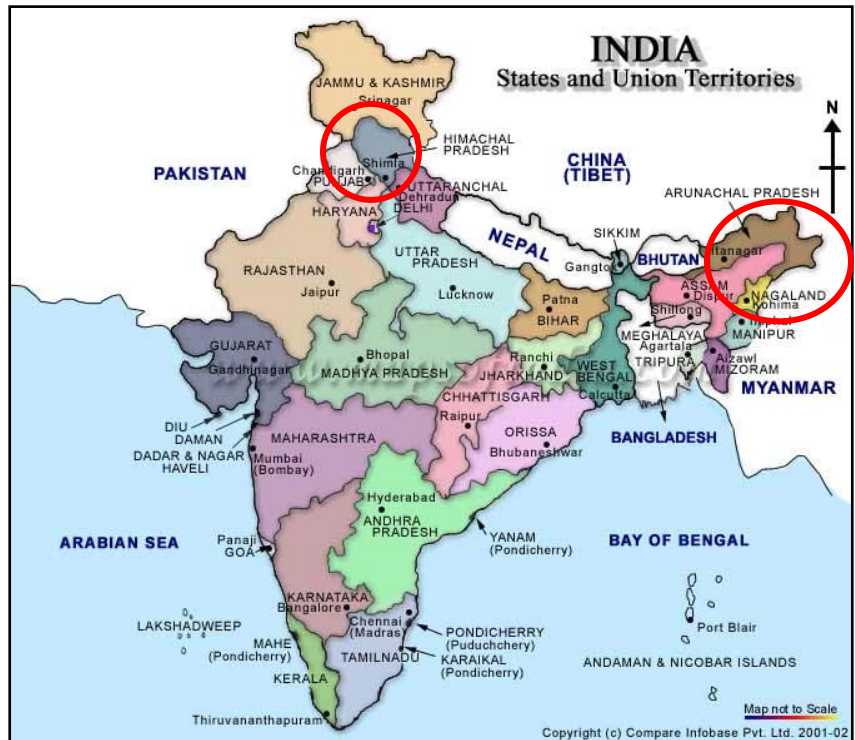 INDIA
States and Union Territories
N
JAMMU & KASHMIR
Srinagar
HIMACHAL
PRADESH
PAKISTAN
Shimla
Chandigarh
PUNJAB
CHINA
(TIBET)
UTTARANCHAL
Dehradun
ARUNACHAL PRADESH
HARYANA
DELHI
NEPAL
SIKKIM
BHUTAN
Itanagar
Gangtok
RAJASTHAN
Jaipur
UTTAR
PRADESH
Lucknow
ASSAM
Dispur
NAGALAND
Kohima
Patna
BIHAR
Shillong
MEGHALAYA
MANIPUR
Agartala
TRIPURA
Aizawl
MIZORAM
GUJARAT
Gandhinagar
Bhopal
MADHYA PRADESH
Ranchi
JHARKHAND
WEST
BENGAL
Calcutta
MYANMAR
CHHATTISGARH
Raipur
BANGLADESH
DIU
DAMAN
DADAR & NAGAR
HAVELI
MAHARASHTRA
Mumbai
(Bombay)
ORISSA
Bhubaneshwar
Hyderabad
ANDHRA
PRADESH
YANAM
(Pondicherry)
ARABIAN SEA
Panaji
GOA
BAY OF BENGAL
KARNATAKA
Bangalore
LAKSHADWEEP
Chennai
(Madras)
PONDICHERRY
(Puduchchery)
Port Blair
MAHE
(Pondicherry)
TAMILNADU
KARAIKAL
(Pondicherry)
ANDAMAN & NICOBAR ISLANDS
KERALA
Thiruvananthapuram
Map not to Scale
Copyright (c) Compare Infobase Pvt. Ltd. 2001-02